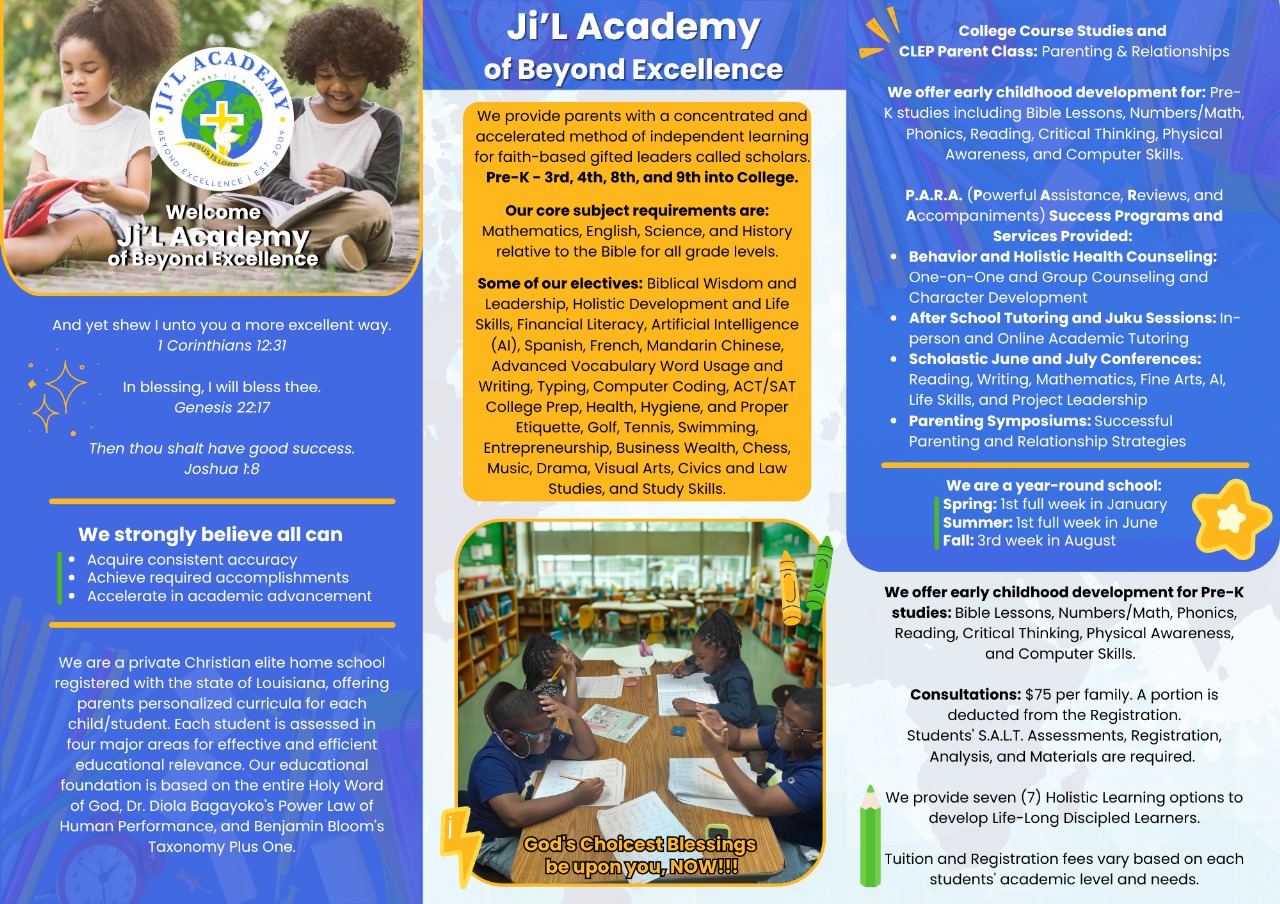 JI'L ACADEMY
PROVERBS 1:7 & 9:10
JESUS IS LORD
BEYOND EXCELLENCE | EST. 2009
Welcome
Ji'L Academy
of Beyond Excellence
And yet shew I unto you a more excellent way.
1 Corinthians 12:31
In blessing, I will bless thee.
Genesis 22:17
Then thou shalt have good success.
Joshua 1:8
We strongly believe all can
• Acquire consistent accuracy
• Achieve required accomplishments
• Accelerate in academic advancement
We are a private Christian elite home school
registered with the state of Louisiana, offering
parents personalized curricula for each
child/student. Each student is assessed in
four major areas for effective and efficient
educational relevance. Our educational
foundation is based on the entire Holy Word
of God, Dr. Diola Bagayoko's Power Law of
Human Performance, and Benjamin Bloom's
Taxonomy Plus One.
Ji'L Academy
of Beyond Excellence
We provide parents with a concentrated and
accelerated method of independent learning
for faith-based gifted leaders called scholars.
Pre-K - 3rd, 4th, 8th, and 9th into College.
Our core subject requirements are:
Mathematics, English, Science, and History
relative to the Bible for all grade levels.
Some of our electives: Biblical Wisdom and
Leadership, Holistic Development and Life
Skills, Financial Literacy, Artificial Intelligence
(AI), Spanish, French, Mandarin Chinese,
Advanced Vocabulary Word Usage and
Writing, Typing, Computer Coding, ACT/SAT
College Prep, Health, Hygiene, and Proper
Etiquette, Golf, Tennis, Swimming,
Entrepreneurship, Business Wealth, Chess,
Music, Drama, Visual Arts, Civics and Law
Studies, and Study Skills.
God's Choicest Blessings
be upon you, NOW!!!
College Course Studies and
CLEP Parent Class: Parenting & Relationships
We offer early childhood development for: Pre-
K studies including Bible Lessons, Numbers/Math,
Phonics, Reading, Critical Thinking, Physical
Awareness, and Computer Skills.
P.A.R.A. (Powerful Assistance, Reviews, and
Accompaniments) Success Programs and
Services Provided:
• Behavior and Holistic Health Counseling:
One-on-One and Group Counseling and
Character Development
• After School Tutoring and Juku Sessions: In-
person and Online Academic Tutoring
• Scholastic June and July Conferences:
Reading, Writing, Mathematics, Fine Arts, AI,
Life Skills, and Project Leadership
• Parenting Symposiums: Successful
Parenting and Relationship Strategies
We are a year-round school:
Spring: 1st full week in January
Summer: 1st full week in June
Fall: 3rd week in August
We offer early childhood development for Pre-K
studies: Bible Lessons, Numbers/Math, Phonics,
Reading, Critical Thinking, Physical Awareness,
and Computer Skills.
Consultations: $75 per family. A portion is
deducted from the Registration.
Students' S.A.L.T. Assessments, Registration,
Analysis, and Materials are required.
We provide seven (7) Holistic Learning options to
develop Life-Long Discipled Learners.
Tuition and Registration fees vary based on each
students' academic level and needs.